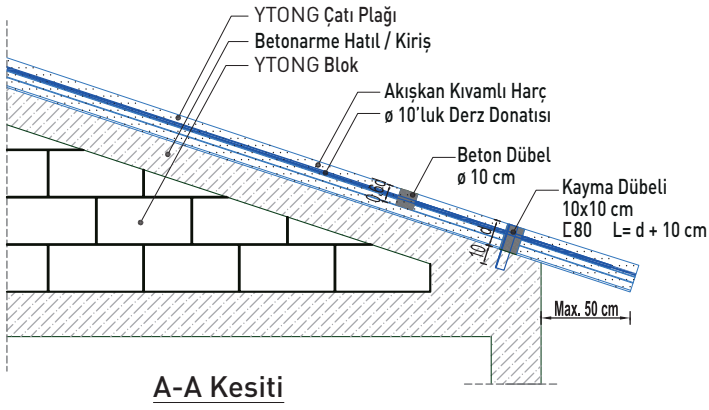 YTONG Çatı Plağı
Betonarme Hatıl / Kiriş
YTONG Blok
Akışkan Kıvamlı Harç
ø 10'luk Derz Donatısı
Beton Dübel
ø 10 cm
Kayma Dübeli
10x10 cm
⊏80 L= d + 10 cm
d
10
Max. 50 cm
A-A Kesiti